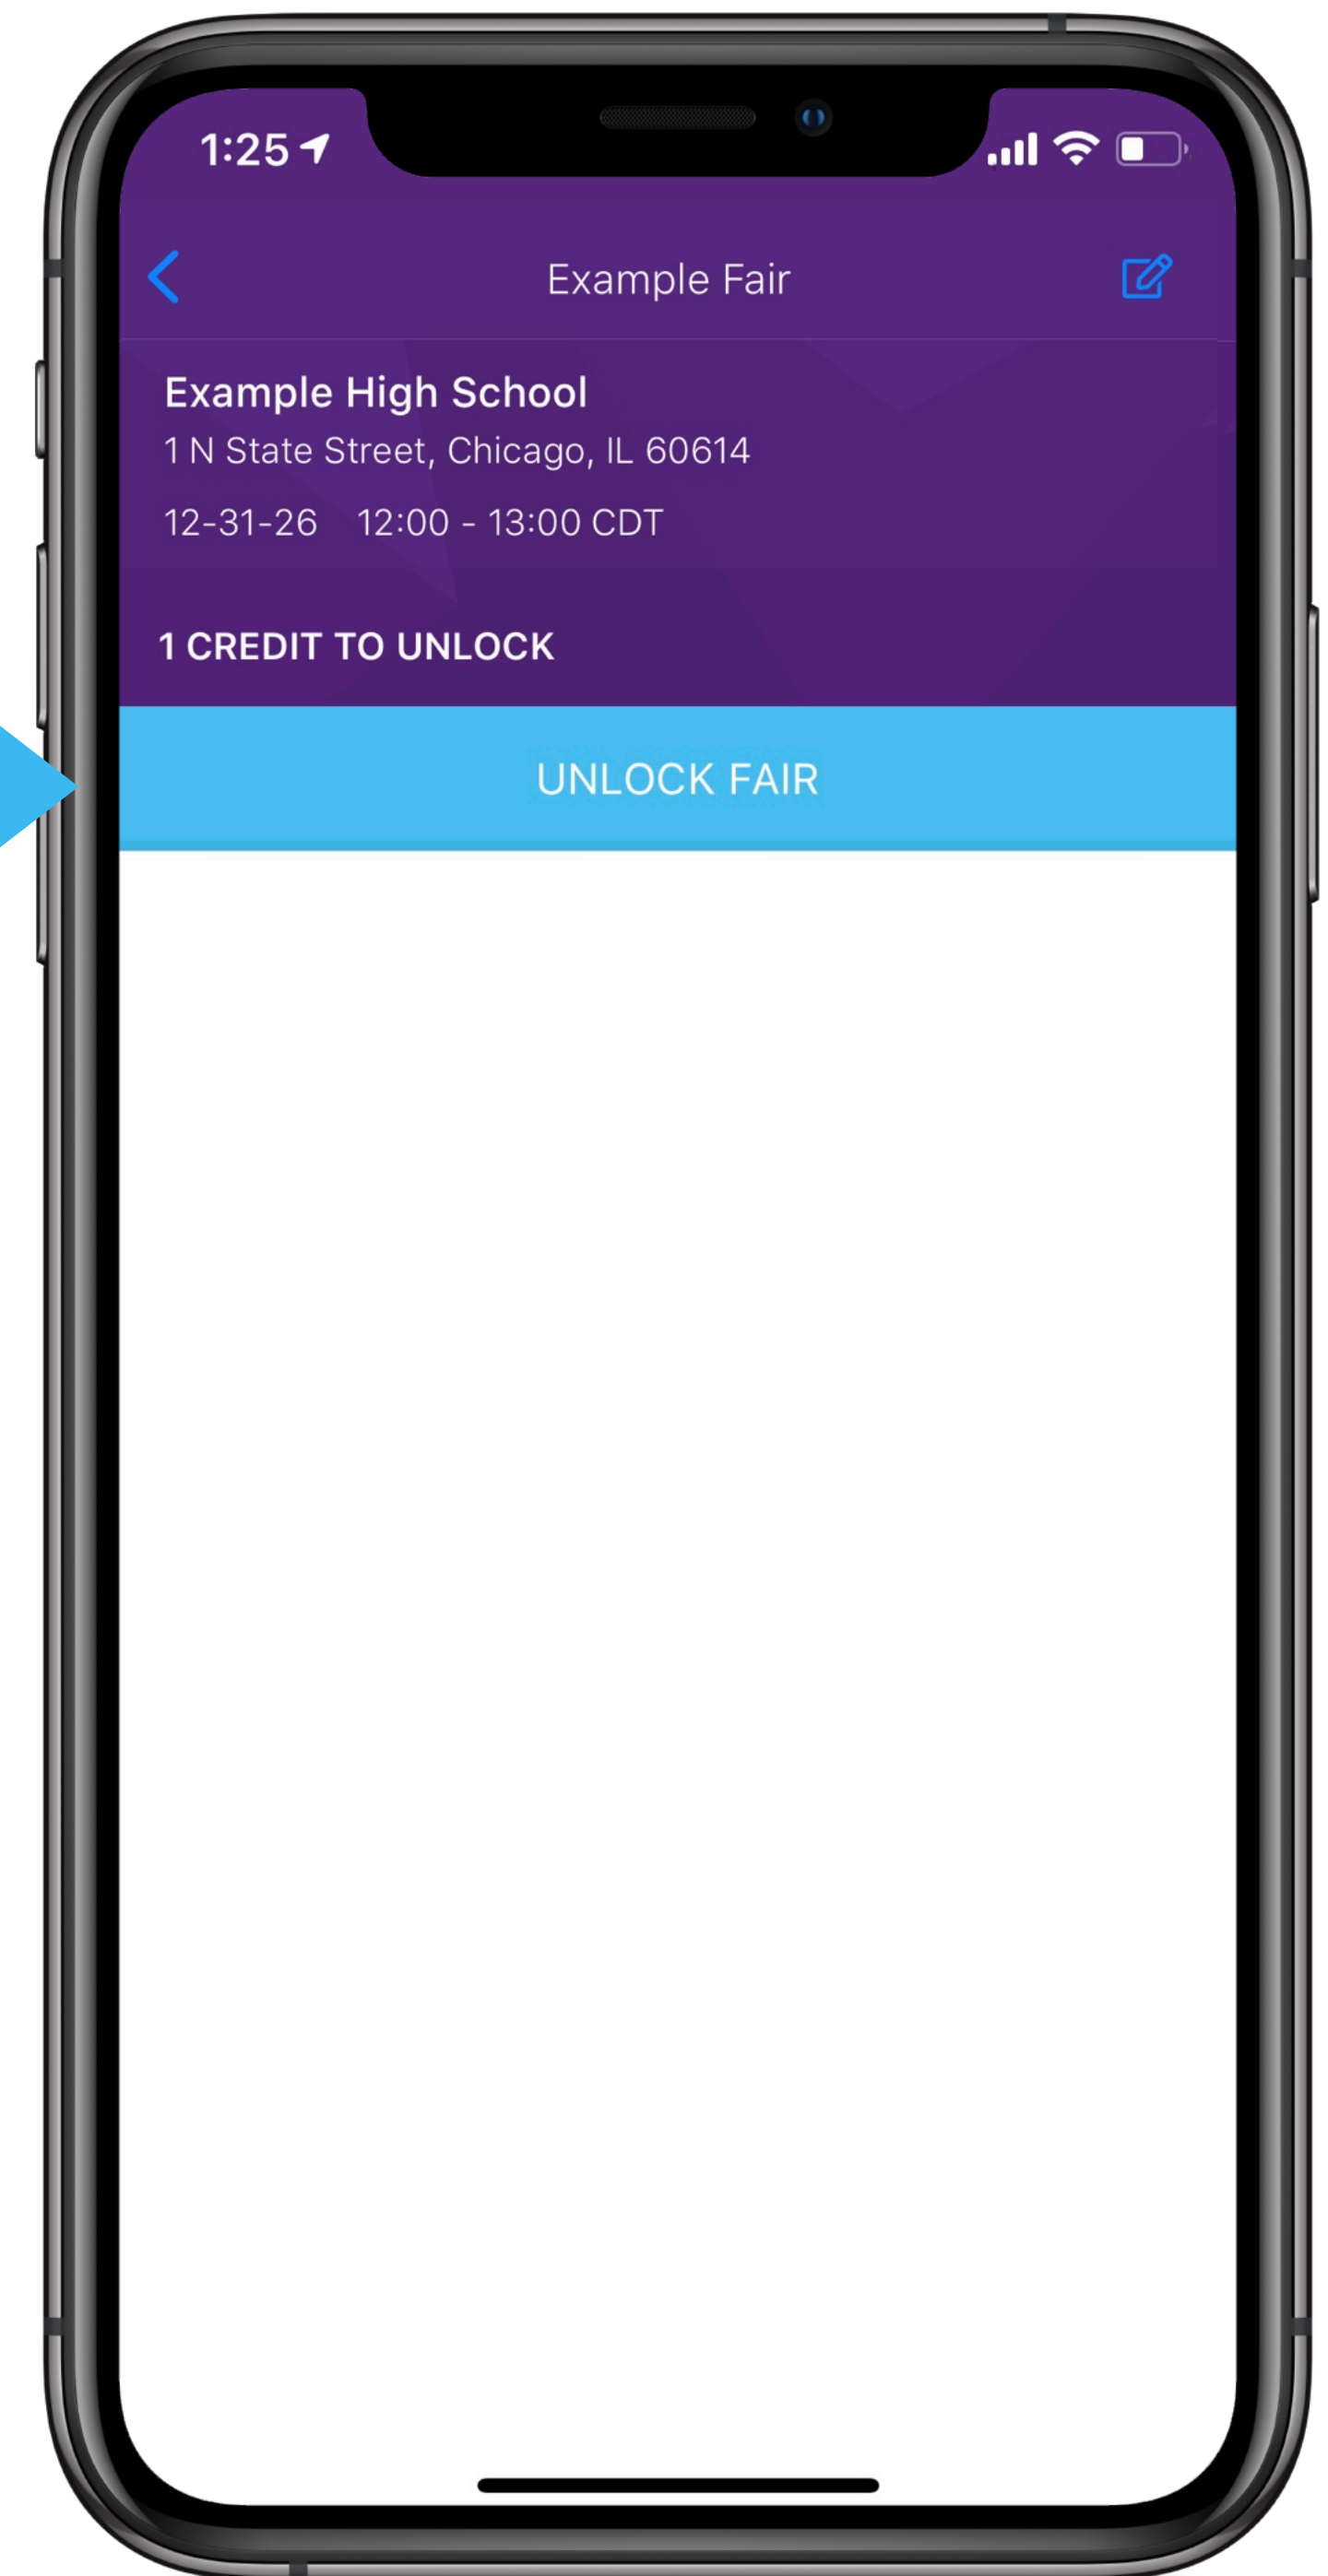 1:25
Example Fair
Example High School
1 N State Street, Chicago, IL 60614
12-31-26 12:00 - 13:00 CDT
1 CREDIT TO UNLOCK
UNLOCK FAIR